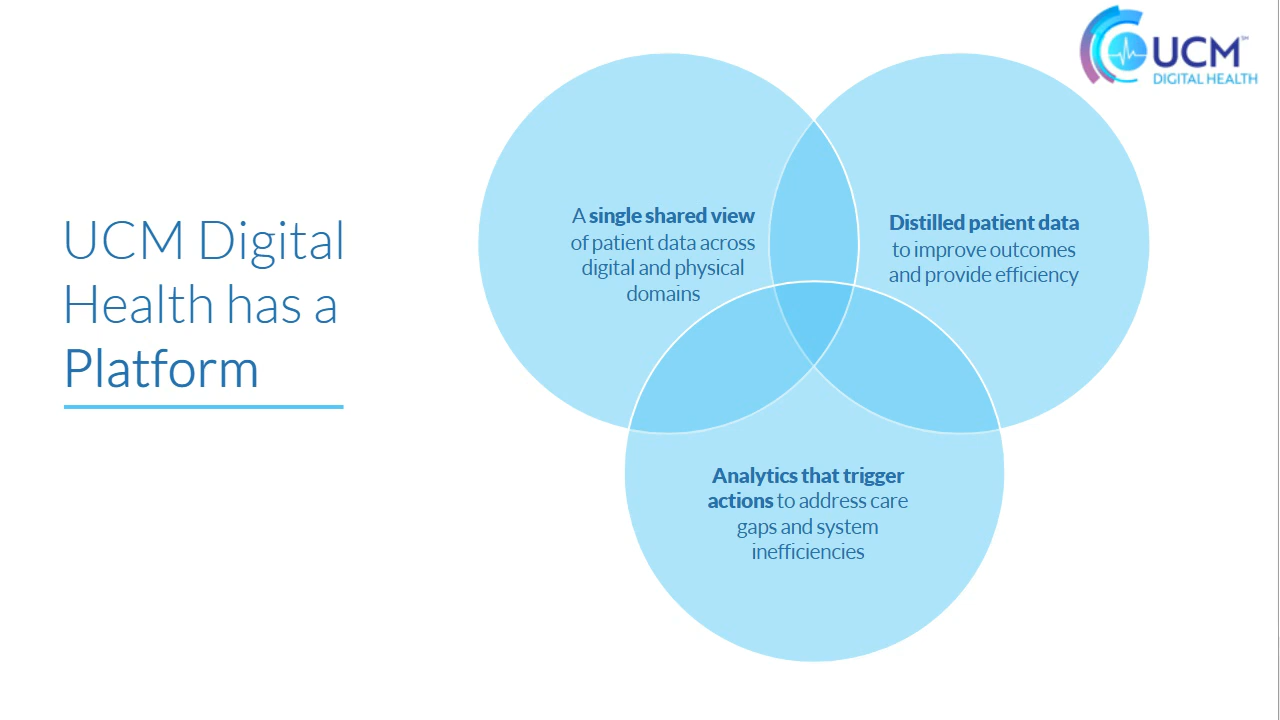 UCM℠
DIGITAL HEALTH
UCM Digital
Health has a
Platform
A single shared view
of patient data across
digital and physical
domains
Distilled patient data
to improve outcomes
and provide efficiency
Analytics that trigger
actions to address care
gaps and system
inefficiencies